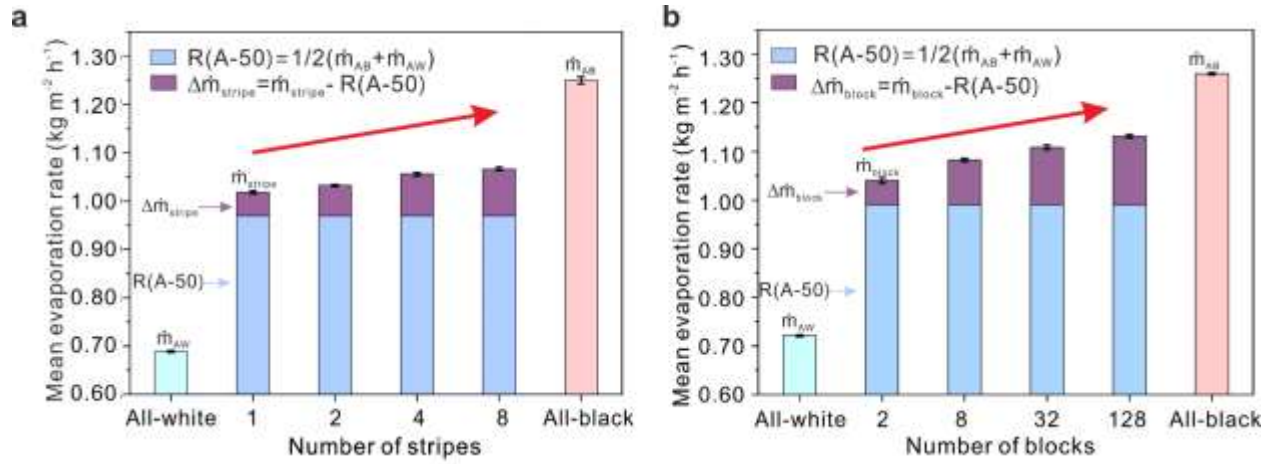 a
Mean evaporation rate (kg m⁻² h⁻¹)
1.30
1.20
1.10
1.00
0.90
0.80
0.70
0.60
R(A-50)=1/2(ṁAB+ṁAW)
Δṁstripe=ṁstripe- R(A-50)
ṁAB
ṁstripe
Δṁstripe
R(A-50)
ṁAW
All-white 1 2 4 8 All-black
Number of stripes
b
Mean evaporation rate (kg m⁻² h⁻¹)
1.30
1.20
1.10
1.00
0.90
0.80
0.70
0.60
R(A-50)=1/2(ṁAB+ṁAW)
Δṁblock=ṁblock-R(A-50)
ṁAB
ṁblock
Δṁblock
R(A-50)
ṁAW
All-white 2 8 32 128 All-black
Number of blocks